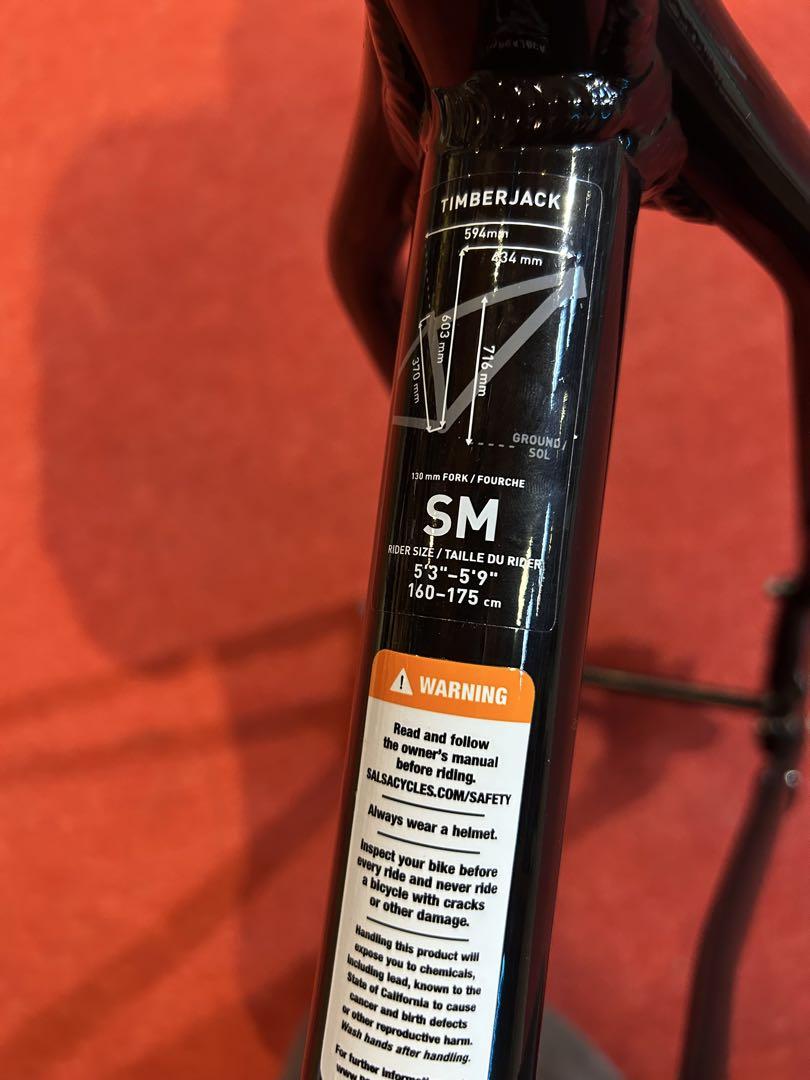 TIMBERJACK
594mm
434 mm
603 mm
370 mm
716 mm
GROUND /
SOL
130 mm FORK / FOURCHE
SM
RIDER SIZE / TAILLE DU RIDER
5'3"–5'9"
160–175 cm
WARNING
Read and follow
the owner's manual
before riding.
SALSACYCLES.COM/SAFETY
Always wear a helmet.
Inspect your bike before
every ride and never ride
a bicycle with cracks
or other damage.
Handling this product will
expose you to chemicals,
including lead, known to the
State of California to cause
cancer and birth defects
or other reproductive harm.
Wash hands after handling.
For further